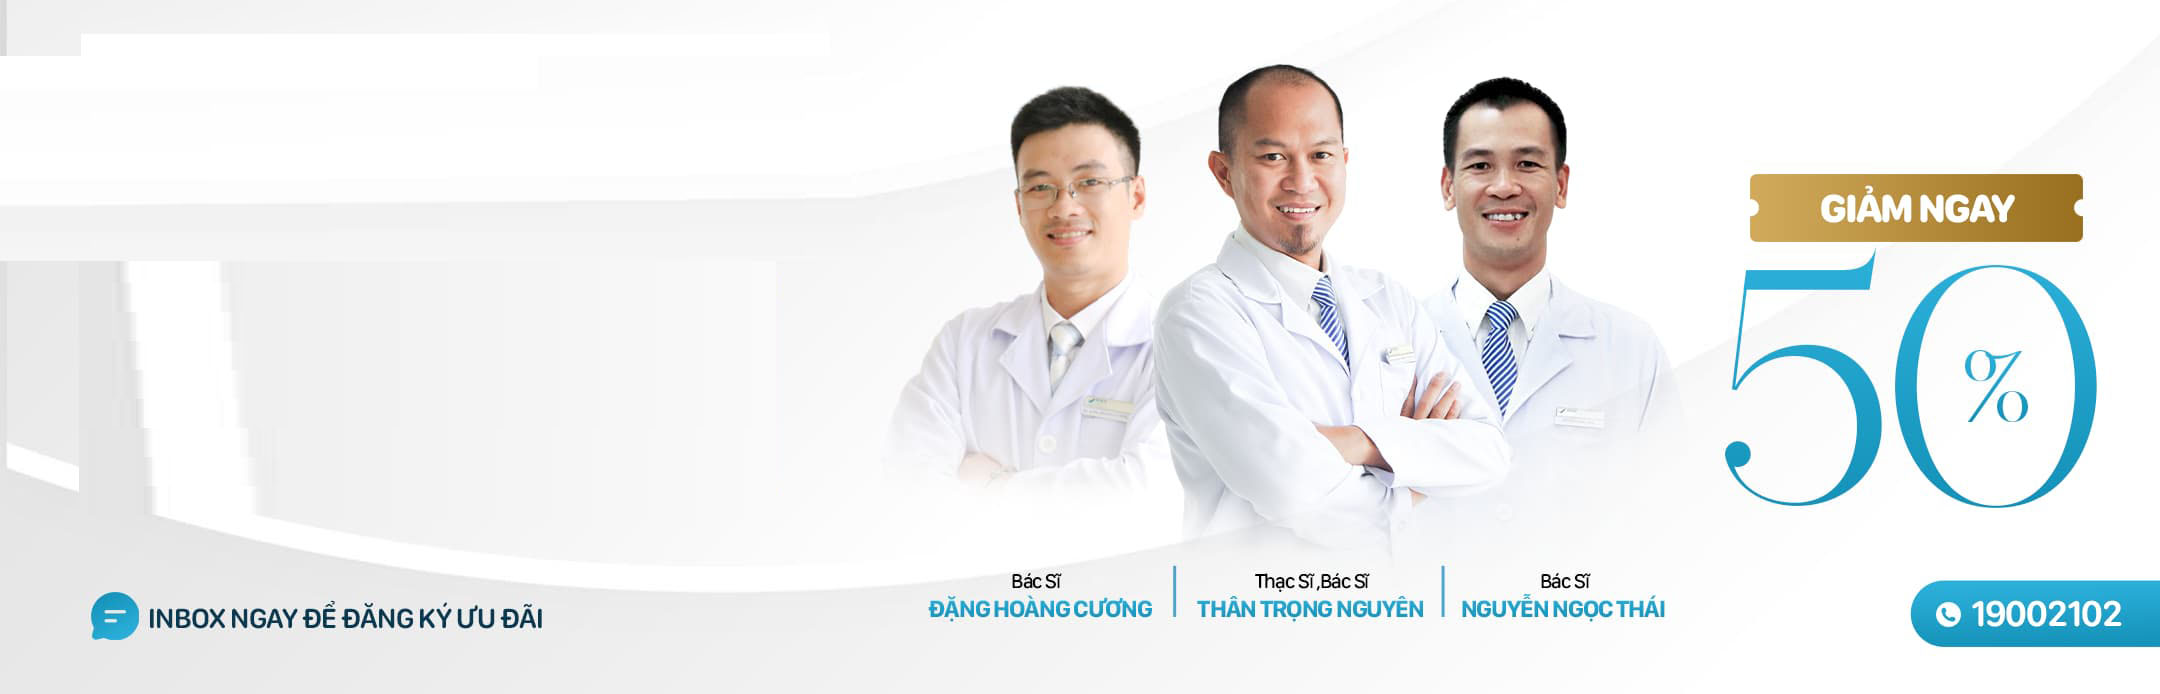 GIẢM NGAY
50%
Bác Sĩ
ĐẶNG HOÀNG CƯƠNG
Thạc Sĩ ,Bác Sĩ
THÂN TRỌNG NGUYÊN
Bác Sĩ
NGUYỄN NGỌC THÁI
INBOX NGAY ĐỂ ĐĂNG KÝ ƯU ĐÃI
19002102